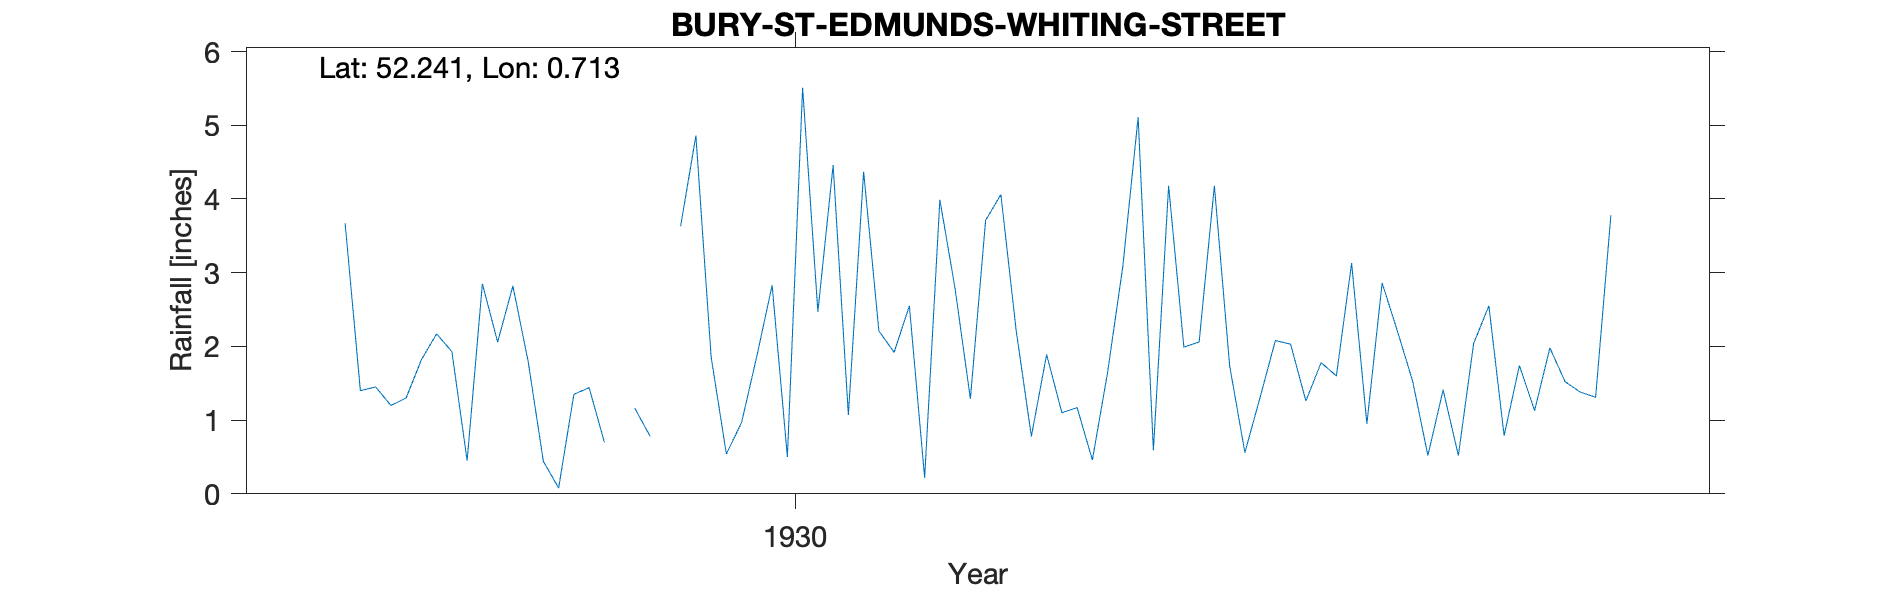 BURY-ST-EDMUNDS-WHITING-STREET
Lat: 52.241, Lon: 0.713
6
5
4
3
2
1
0
Rainfall [inches]
1930
Year